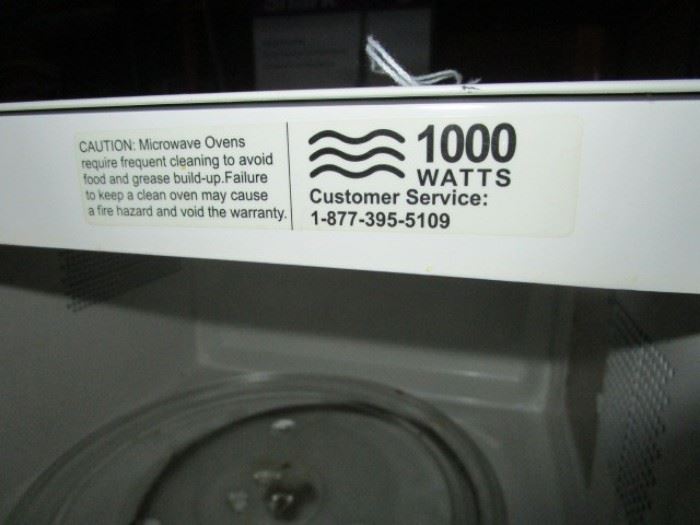 CAUTION: Microwave Ovens
require frequent cleaning to avoid
food and grease build-up.Failure
to keep a clean oven may cause
a fire hazard and void the warranty.
1000
WATTS
Customer Service:
1-877-395-5109